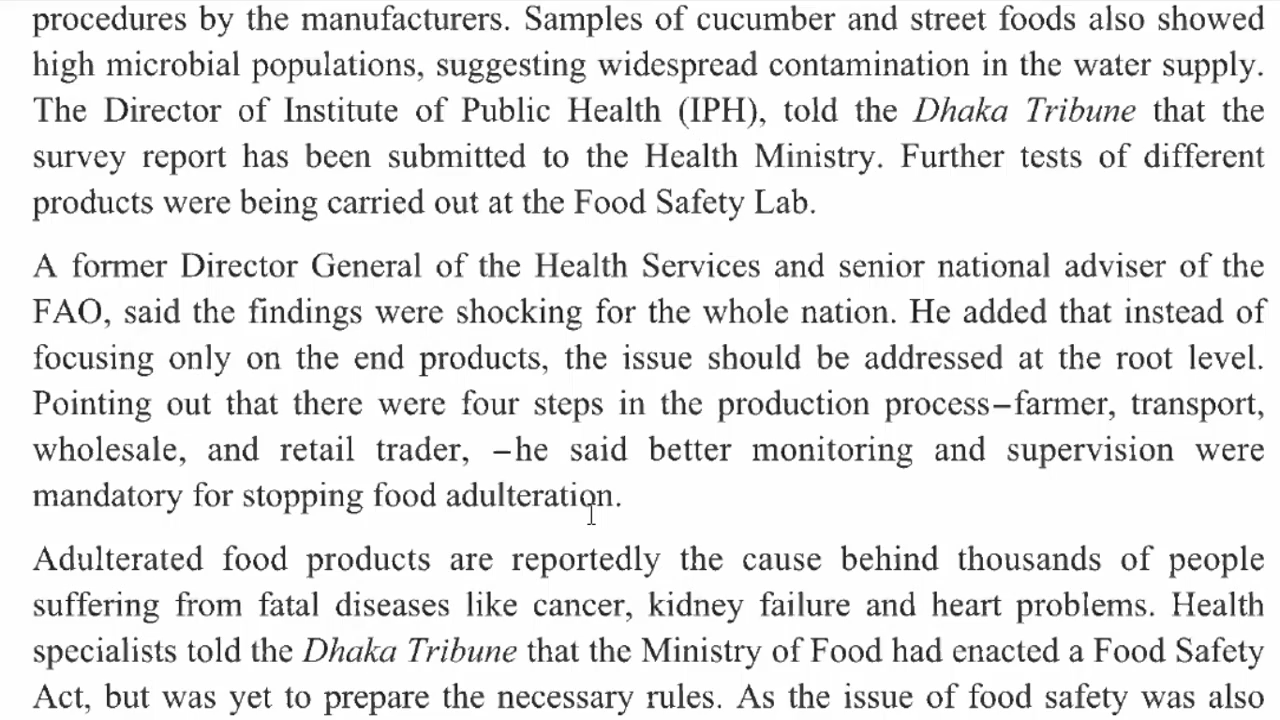 procedures by the manufacturers. Samples of cucumber and street foods also showed
high microbial populations, suggesting widespread contamination in the water supply.
The Director of Institute of Public Health (IPH), told the Dhaka Tribune that the
survey report has been submitted to the Health Ministry. Further tests of different
products were being carried out at the Food Safety Lab.
A former Director General of the Health Services and senior national adviser of the
FAO, said the findings were shocking for the whole nation. He added that instead of
focusing only on the end products, the issue should be addressed at the root level.
Pointing out that there were four steps in the production process–farmer, transport,
wholesale, and retail trader, –he said better monitoring and supervision were
mandatory for stopping food adulteration.
Adulterated food products are reportedly the cause behind thousands of people
suffering from fatal diseases like cancer, kidney failure and heart problems. Health
specialists told the Dhaka Tribune that the Ministry of Food had enacted a Food Safety
Act, but was yet to prepare the necessary rules. As the issue of food safety was also